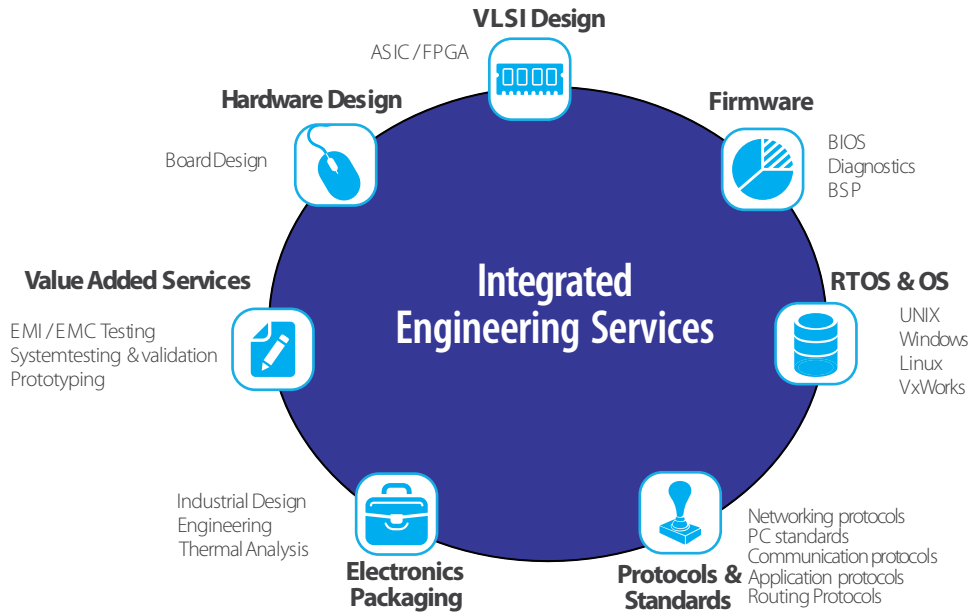 VLSI Design
ASIC / FPGA
Hardware Design
Board Design
Firmware
BIOS
Diagnostics
BSP
Value Added Services
EMI / EMC Testing
Systemtesting & validation
Prototyping
Integrated
Engineering Services
RTOS & OS
UNIX
Windows
Linux
VxWorks
Industrial Design
Engineering
Thermal Analysis
Electronics
Packaging
Protocols &
Standards
Networking protocols
PC standards
Communication protocols
Application protocols
Routing Protocols